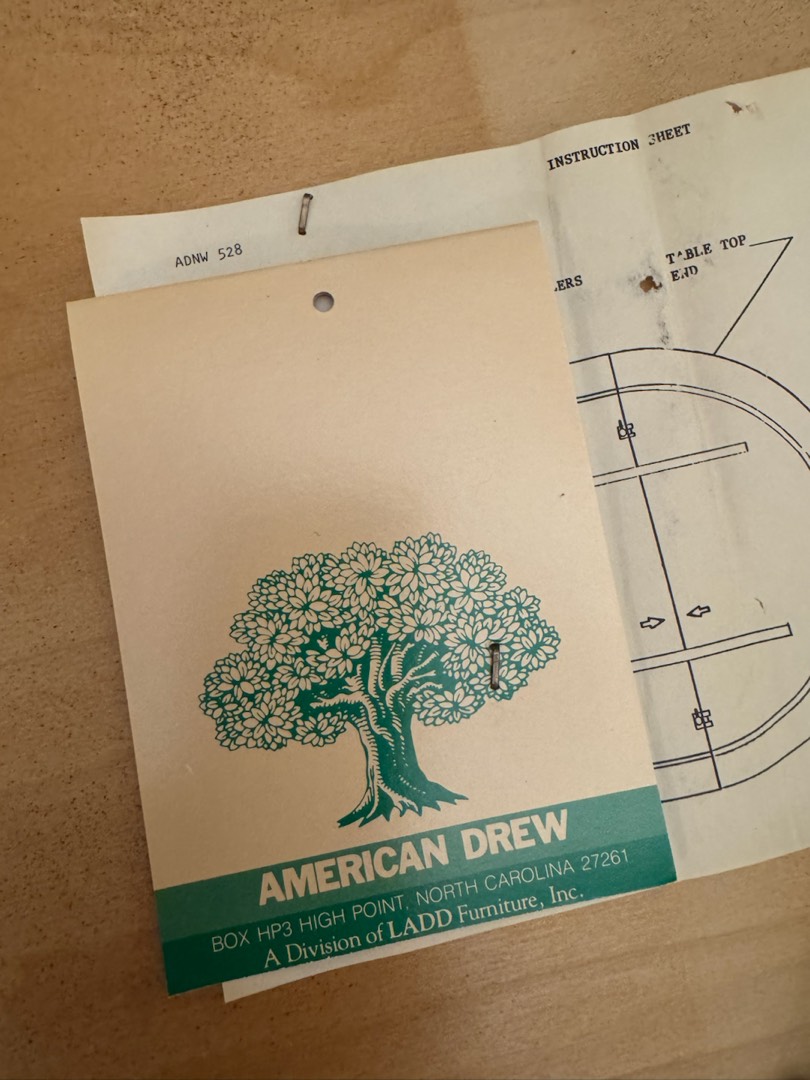 INSTRUCTION SHEET
ADNW 528
TABLE TOP
END
ERS
AMERICAN DREW
BOX HP3 HIGH POINT, NORTH CAROLINA 27261
A Division of LADD Furniture, Inc.